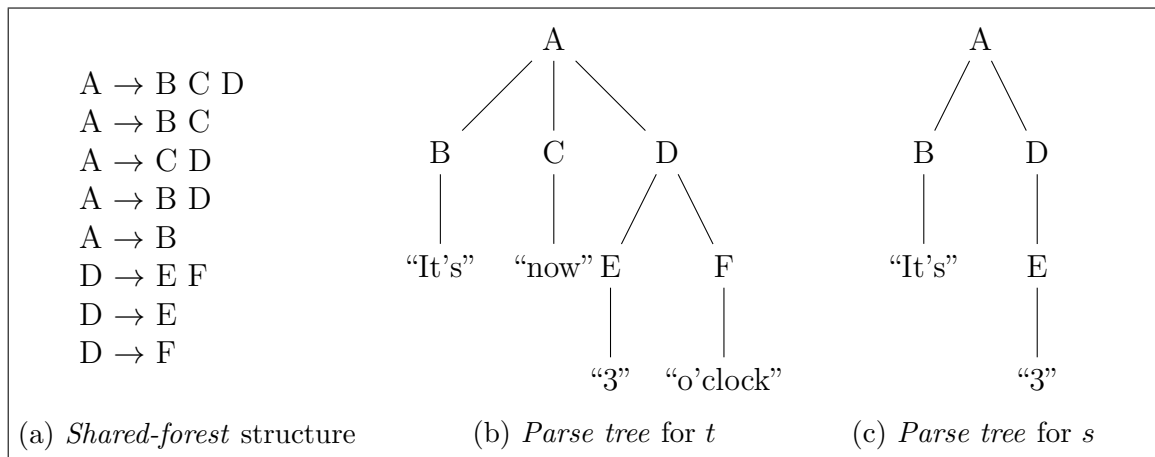 A → B C D
A → B C
A → C D
A → B D
A → B
D → E F
D → E
D → F
(a) Shared-forest structure
A
B C D
“It's” “now” E F
“3” “o'clock”
(b) Parse tree for t
A
B D
“It's” E
“3”
(c) Parse tree for s